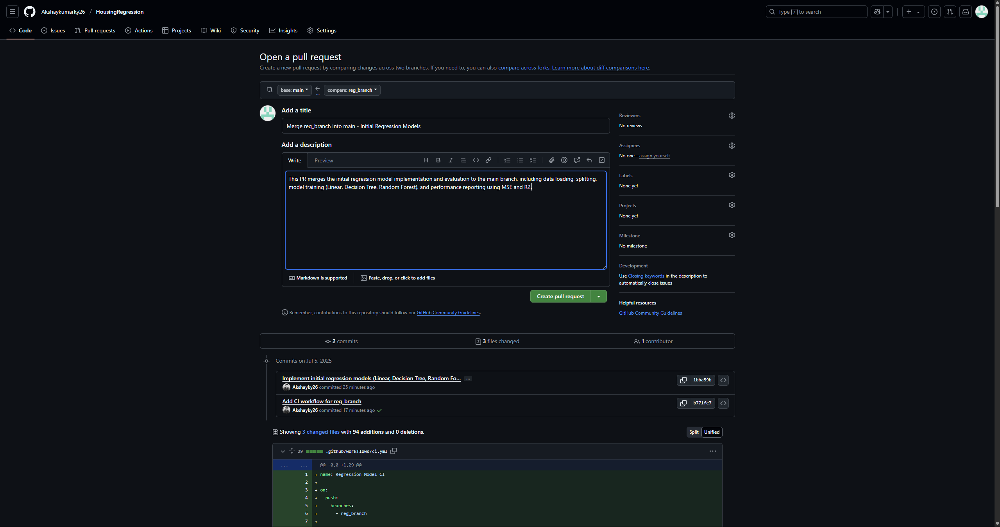 Akshaykumarky26 / HousingRegression
Type / to search
Code Issues Pull requests Actions Projects Wiki Security Insights Settings
Open a pull request
Create a new pull request by comparing changes across two branches. If you need to, you can also compare across forks. Learn more about diff comparisons here.
base: main ... compare: reg_branch
Add a title
Merge reg_branch into main - Initial Regression Models
Add a description
Write Preview
This PR merges the initial regression model implementation and evaluation to the main branch, including data loading, splitting,
model training (Linear, Decision Tree, Random Forest), and performance reporting using MSE and R2.
Markdown is supported Paste, drop, or click to add files
Create pull request
Remember, contributions to this repository should follow our GitHub Community Guidelines.
Reviewers
No reviews
Assignees
No one—assign yourself
Labels
None yet
Projects
None yet
Milestone
No milestone
Development
Use Closing keywords in the description to
automatically close issues
Helpful resources
GitHub Community Guidelines
2 commits 3 files changed 1 contributor
Commits on Jul 5, 2025
Implement initial regression models (Linear, Decision Tree, Random Fo... ... 1bba59b
Akshayky26 committed 25 minutes ago
Add CI workflow for reg_branch b771fe7
Akshayky26 committed 17 minutes ago
Showing 3 changed files with 94 additions and 0 deletions. Split Unified
29 .github/workflows/ci.yml
... ... @@ -0,0 +1,29 @@
1 + name: Regression Model CI
2 +
3 + on:
4 + push:
5 + branches:
6 + - reg_branch
7 +